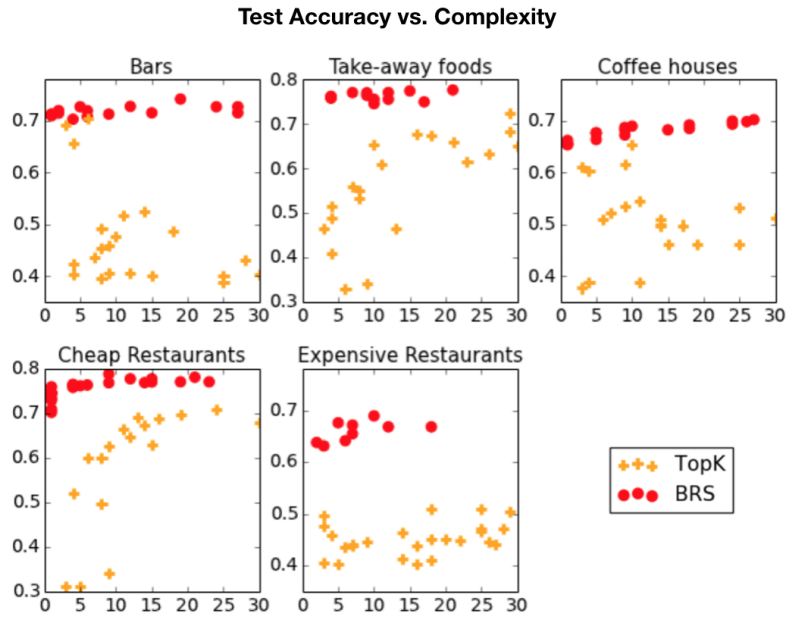 Test Accuracy vs. Complexity
Bars
0.7
0.6
0.5
0.4
0 5 10 15 20 25 30
Take-away foods
0.8
0.7
0.6
0.5
0.4
0.3
0 5 10 15 20 25 30
Coffee houses
0.7
0.6
0.5
0.4
0 5 10 15 20 25 30
Cheap Restaurants
0.8
0.7
0.6
0.5
0.4
0.3
0 5 10 15 20 25 30
Expensive Restaurants
0.7
0.6
0.5
0.4
0 5 10 15 20 25 30
TopK
BRS